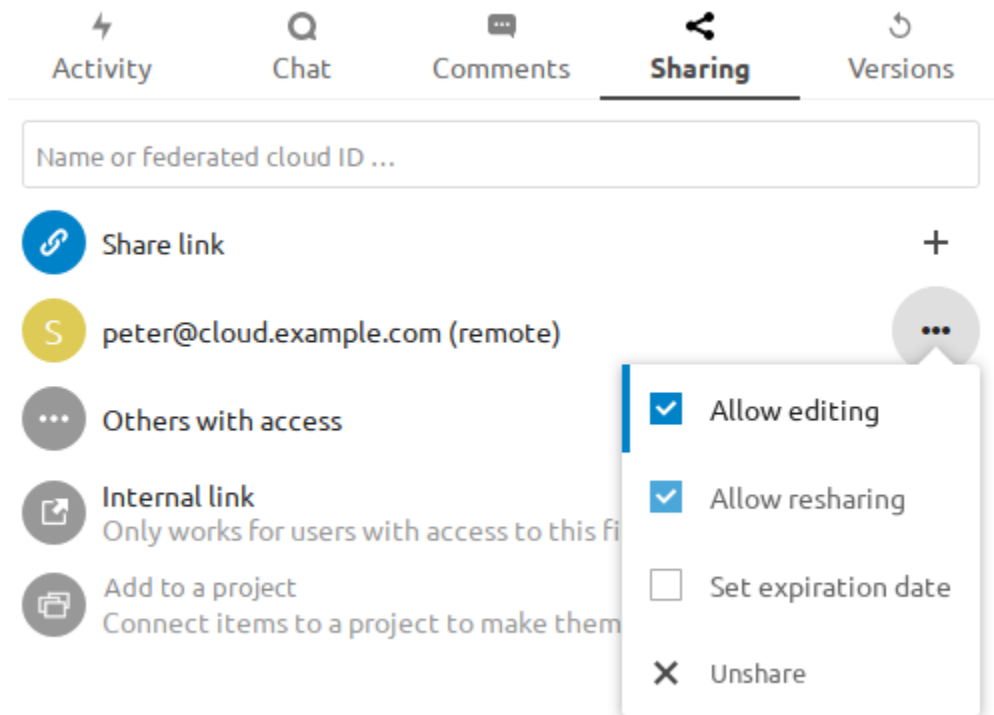 Activity Chat Comments Sharing Versions
Name or federated cloud ID ...
Share link
S peter@cloud.example.com (remote)
Others with access
Allow editing
Internal link
Only works for users with access to this fi
Allow resharing
Add to a project
Connect items to a project to make them
Set expiration date
Unshare